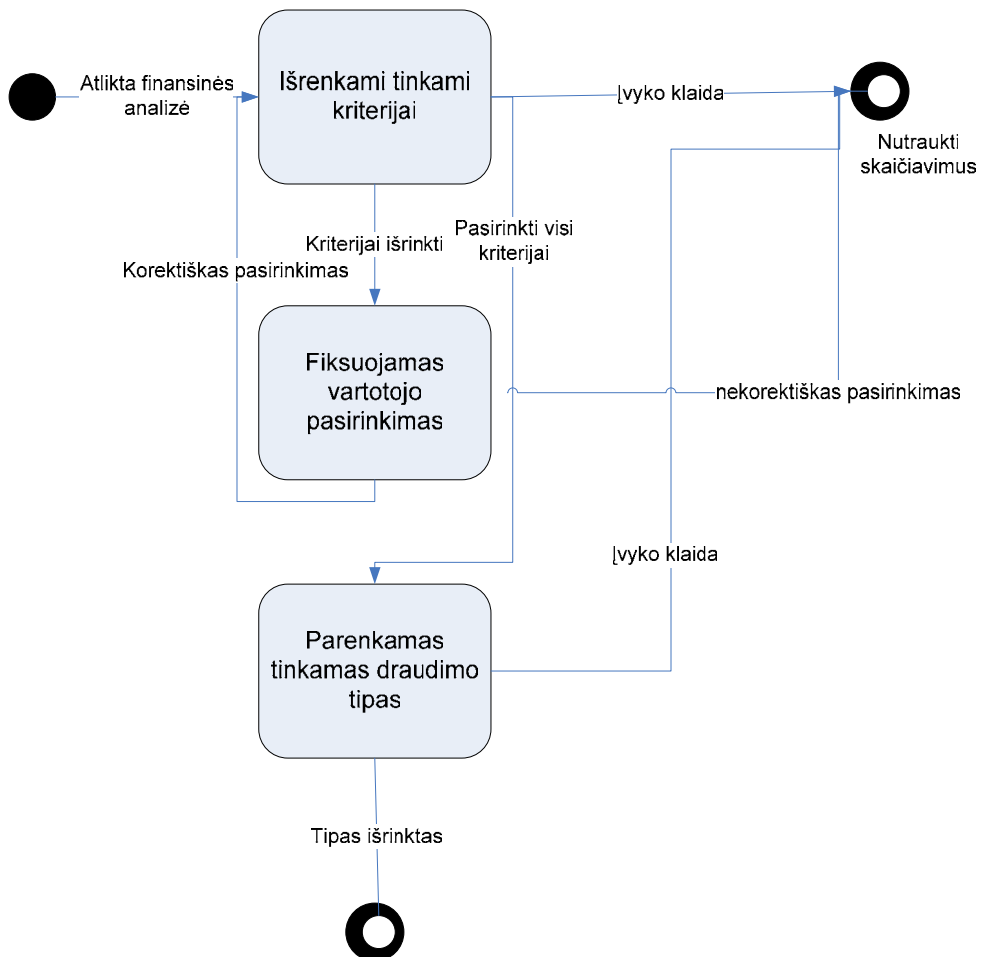 Atlikta finansinės
analizė
Išrenkami tinkami
kriterijai
Įvyko klaida
Nutraukti
skaičiavimus
Kriterijai išrinkti
Pasirinkti visi
kriterijai
Korektiškas pasirinkimas
Fiksuojamas
vartotojo
pasirinkimas
nekorektiškas pasirinkimas
Įvyko klaida
Parenkamas
tinkamas draudimo
tipas
Tipas išrinktas